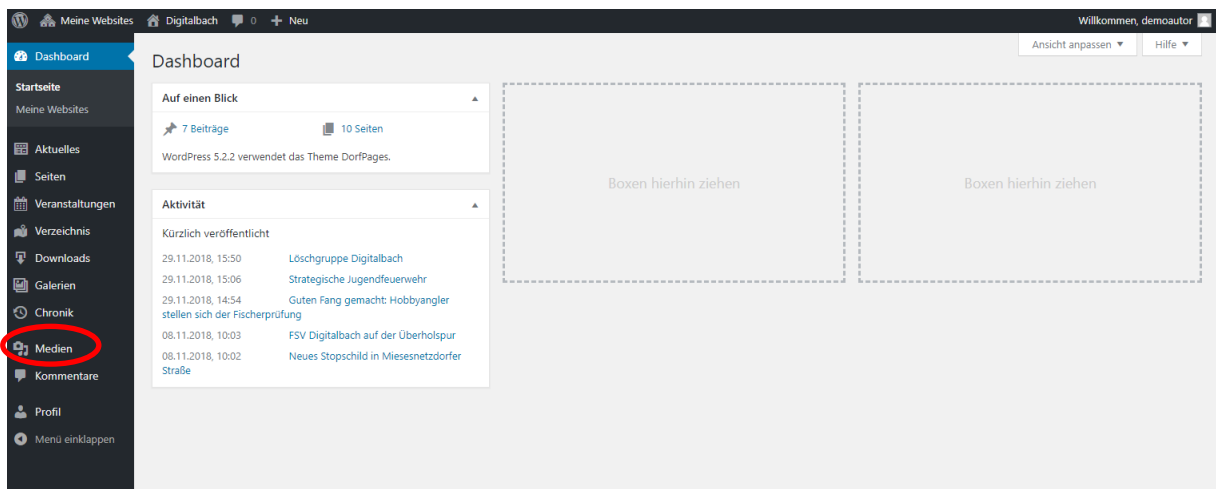 Meine Websites Digitalbach 0 + Neu Willkommen, demoautor
Ansicht anpassen ▼ Hilfe ▼
Dashboard
Startseite
Meine Websites
Aktuelles
Seiten
Veranstaltungen
Verzeichnis
Downloads
Galerien
Chronik
Medien
Kommentare
Profil
Menü einklappen
Dashboard
Auf einen Blick
7 Beiträge 10 Seiten
WordPress 5.2.2 verwendet das Theme DorfPages.
Aktivität
Kürzlich veröffentlicht
29.11.2018, 15:50 Löschgruppe Digitalbach
29.11.2018, 15:06 Strategische Jugendfeuerwehr
29.11.2018, 14:54 Guten Fang gemacht: Hobbyangler
stellen sich der Fischerprüfung
08.11.2018, 10:03 FSV Digitalbach auf der Überholspur
08.11.2018, 10:02 Neues Stopschild in Miesesnetzdorfer
Straße
Boxen hierhin ziehen
Boxen hierhin ziehen